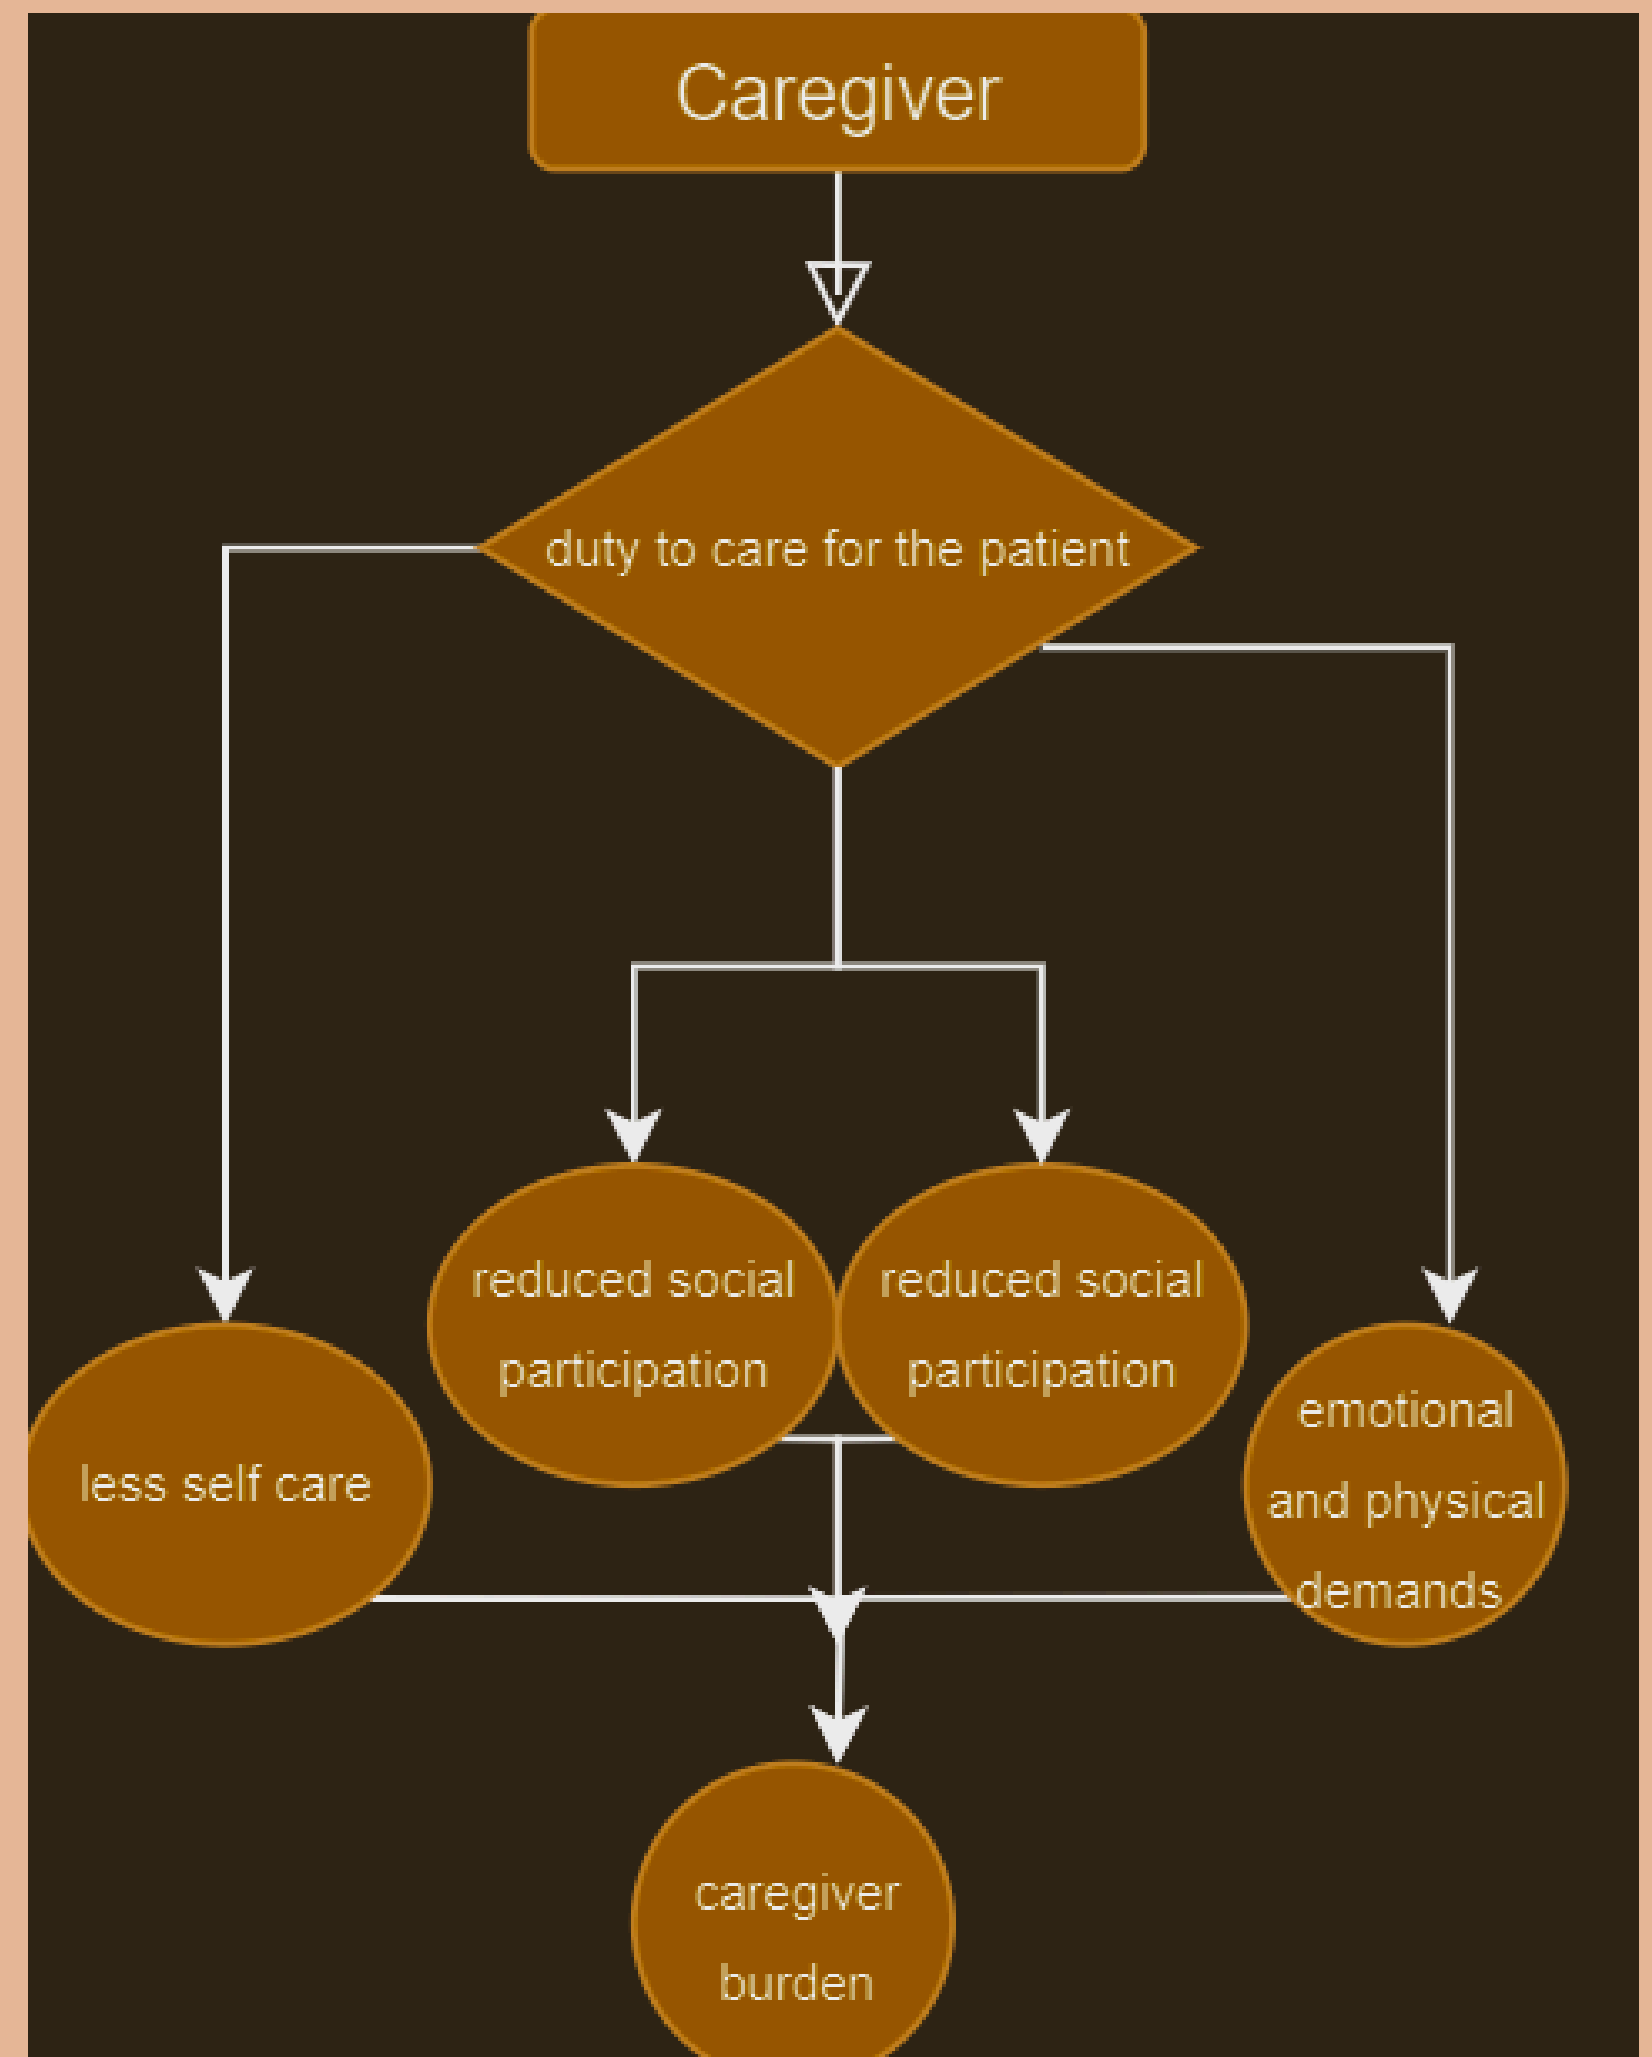 Caregiver
duty to care for the patient
reduced social
participation
reduced social
participation
less self care
emotional
and physical
demands
caregiver
burden